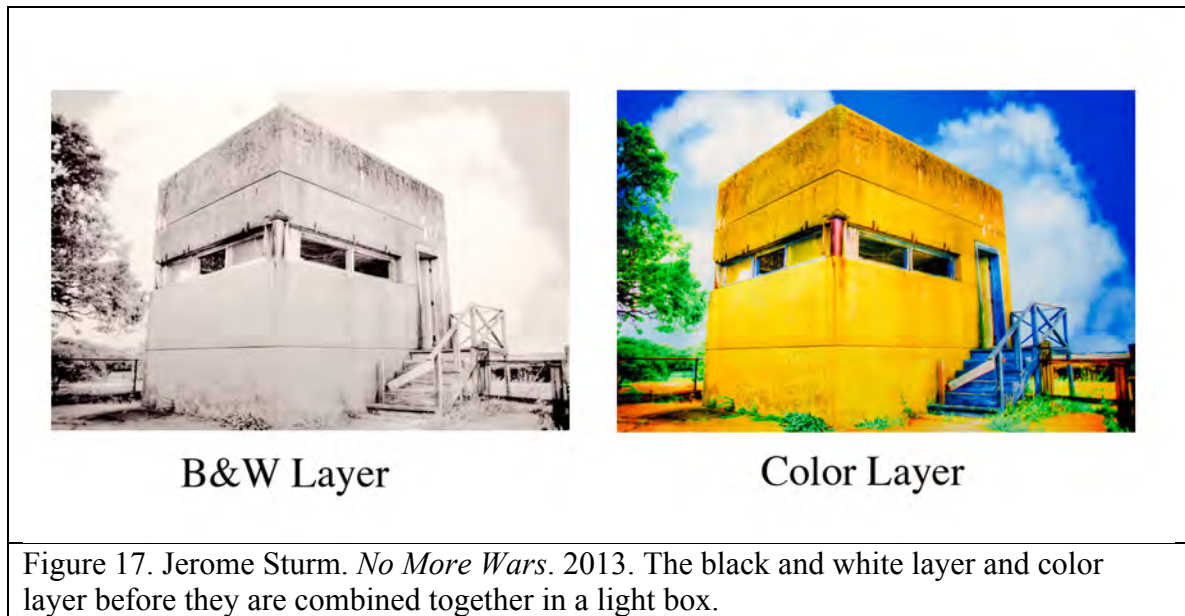 B&W Layer
Color Layer
Figure 17. Jerome Sturm. No More Wars. 2013. The black and white layer and color
layer before they are combined together in a light box.